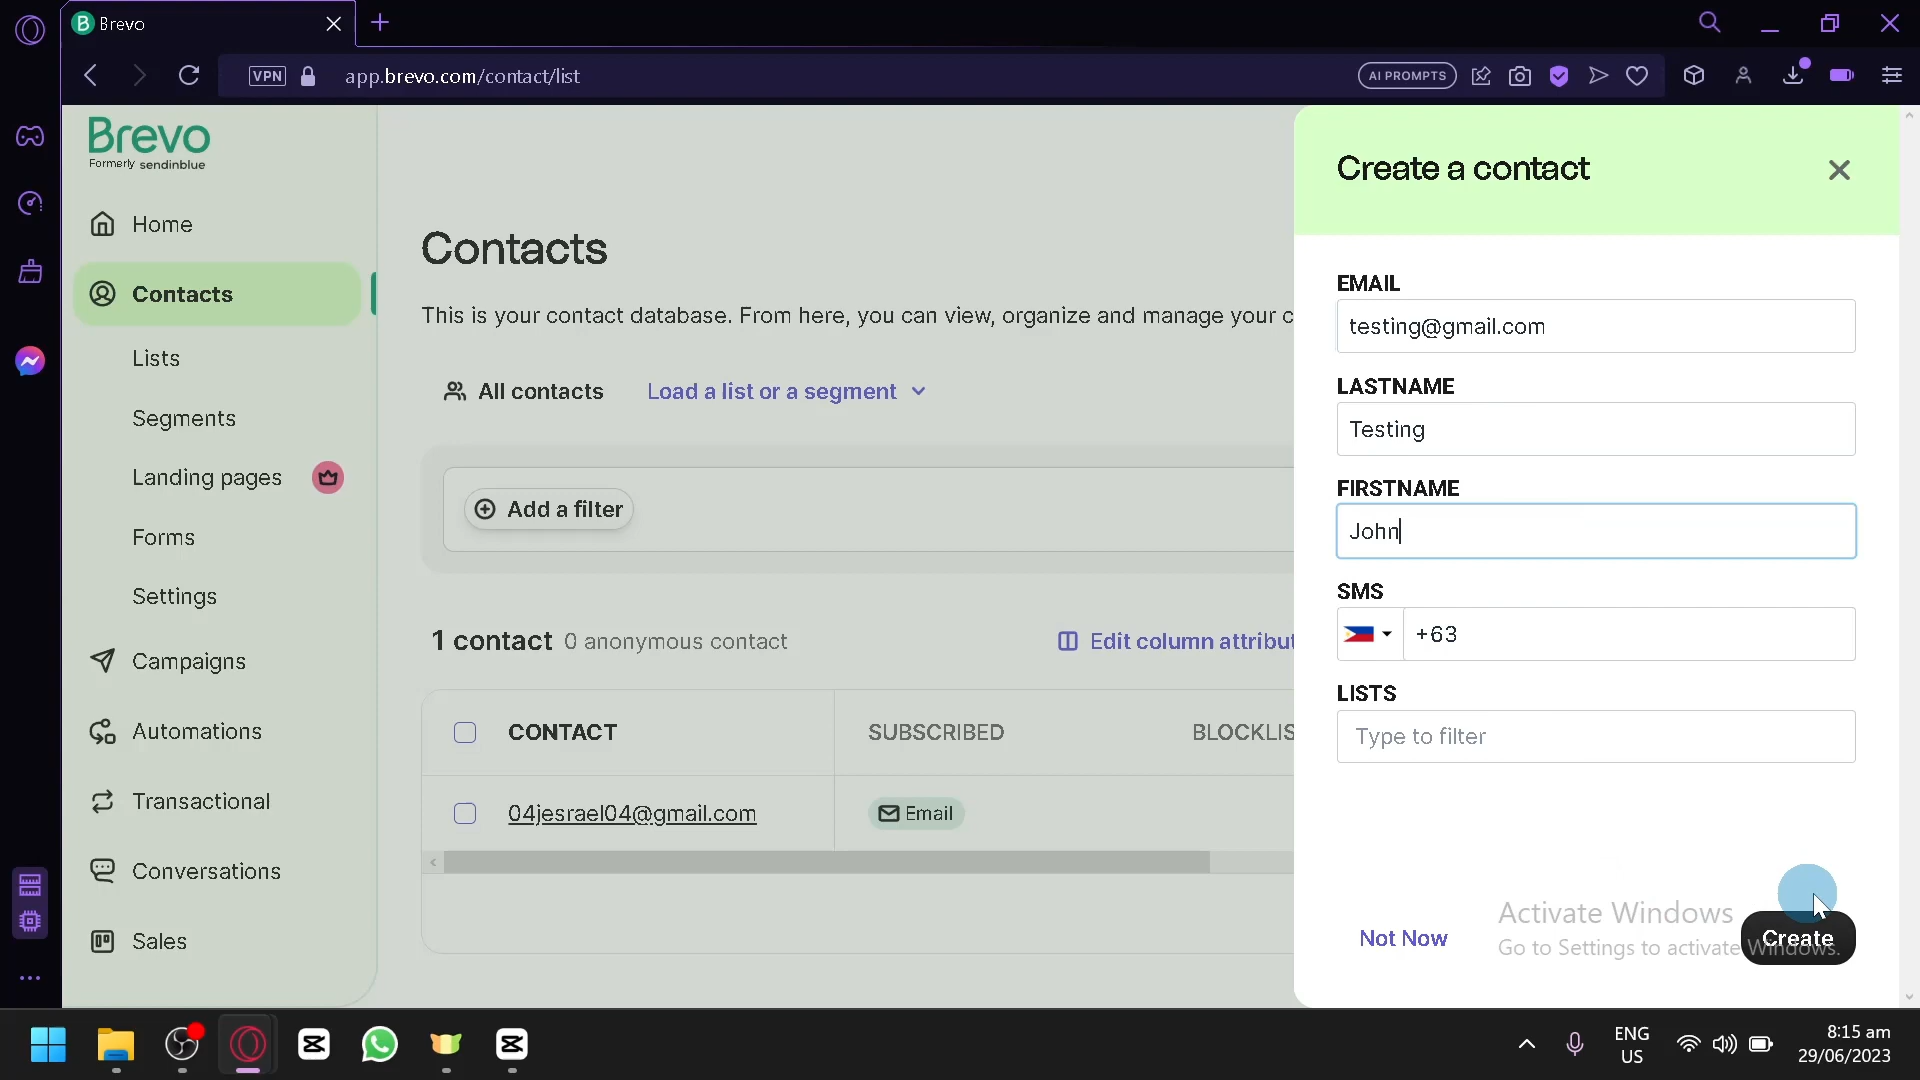 Brevo
VPN
app.brevo.com/contact/list
AI PROMPTS
Brevo
Formerly sendinblue
Home
Contacts
Lists
Segments
Landing pages
Forms
Settings
Campaigns
Automations
Transactional
Conversations
Sales
Contacts
This is your contact database. From here, you can view, organize and manage your c
All contacts
Load a list or a segment
Add a filter
1 contact 0 anonymous contact
Edit column attribut
CONTACT SUBSCRIBED BLOCKLIS
04jesrael04@gmail.com Email
Create a contact
EMAIL
testing@gmail.com
LASTNAME
Testing
FIRSTNAME
John
SMS
+63
LISTS
Type to filter
Not Now
Create
Activate Windows
Go to Settings to activate Windows.
ENG
US
8:15 am
29/06/2023